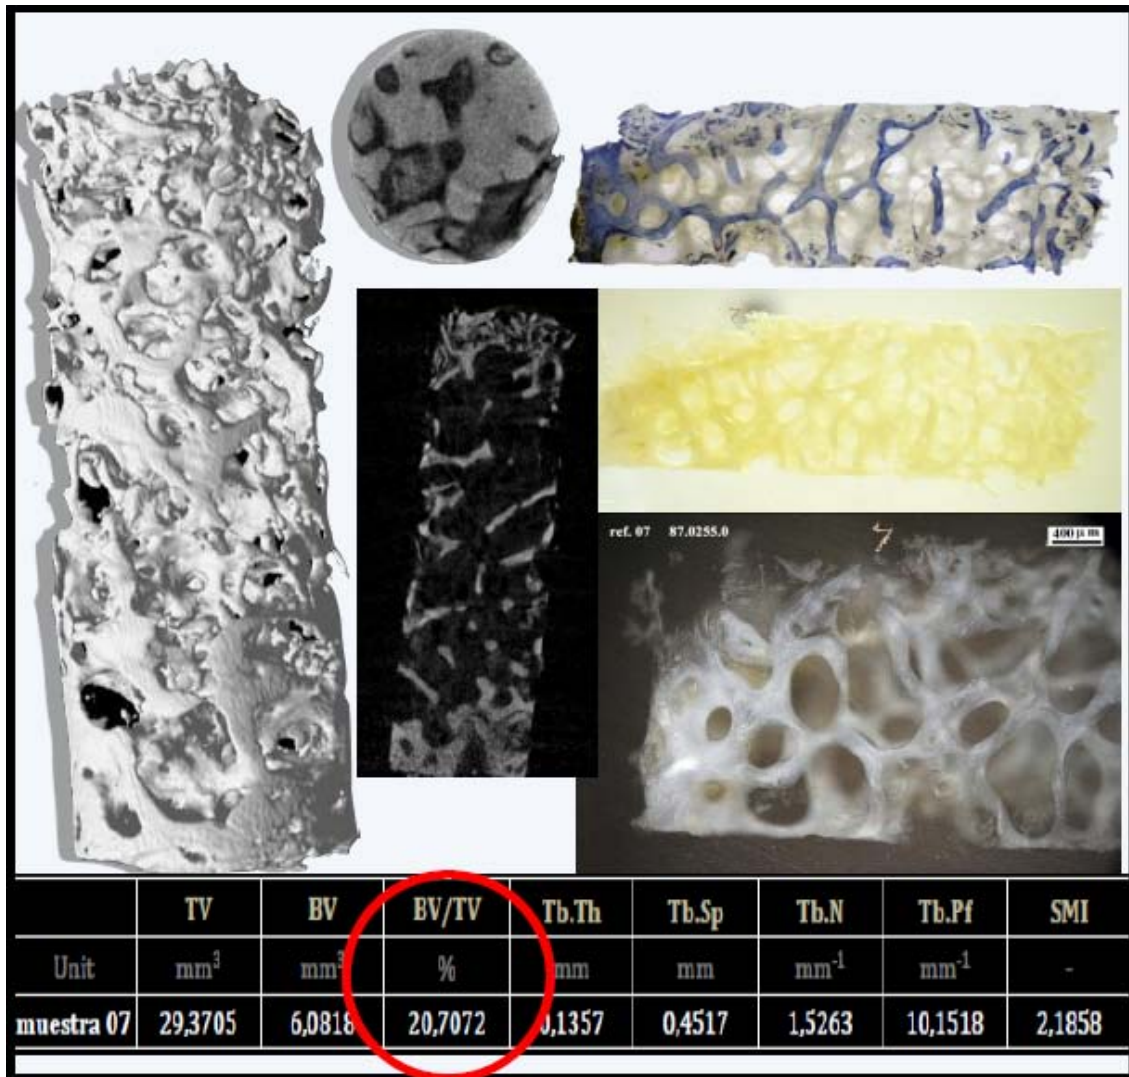 ref. 07 87.0255.0
7
400 µm
TV BV BV/TV Tb.Th Tb.Sp Tb.N Tb.Pf SMI
Unit mm³ mm³ % mm mm mm⁻¹ mm⁻¹ -
muestra 07 29,3705 6,0818 20,7072 0,1357 0,4517 1,5263 10,1518 2,1858